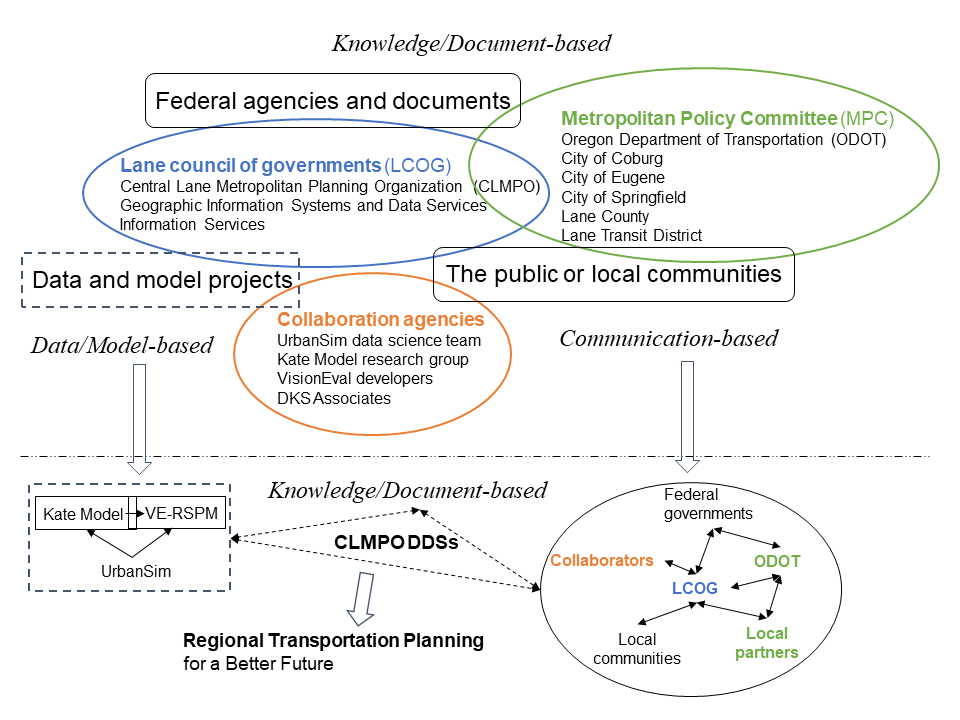 Knowledge/Document-based
Federal agencies and documents
Metropolitan Policy Committee (MPC)
Oregon Department of Transportation (ODOT)
City of Coburg
City of Eugene
City of Springfield
Lane County
Lane Transit District
Lane council of governments (LCOG)
Central Lane Metropolitan Planning Organization (CLMPO)
Geographic Information Systems and Data Services
Information Services
Data and model projects
The public or local communities
Collaboration agencies
UrbanSim data science team
Kate Model research group
VisionEval developers
DKS Associates
Data/Model-based
Communication-based
Knowledge/Document-based
Kate Model
VE-RSPM
UrbanSim
CLMPO DDSs
Regional Transportation Planning
for a Better Future
Federal
governments
Collaborators
ODOT
LCOG
Local
communities
Local
partners